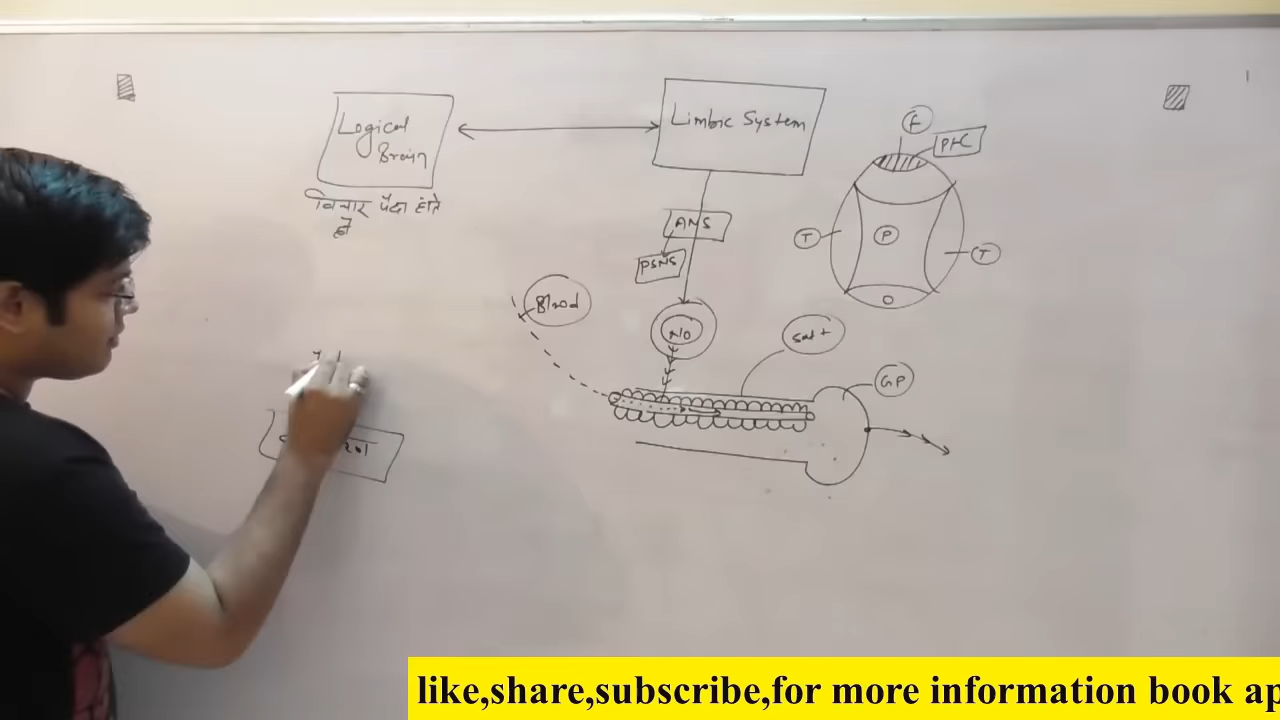 Logical
Brain
विचार पैदा होते
है
Limbic System
ANS
PSNS
Blood
NO
GP
F
PFC
T
P
T
O
like,share,subscribe,for more information book ap